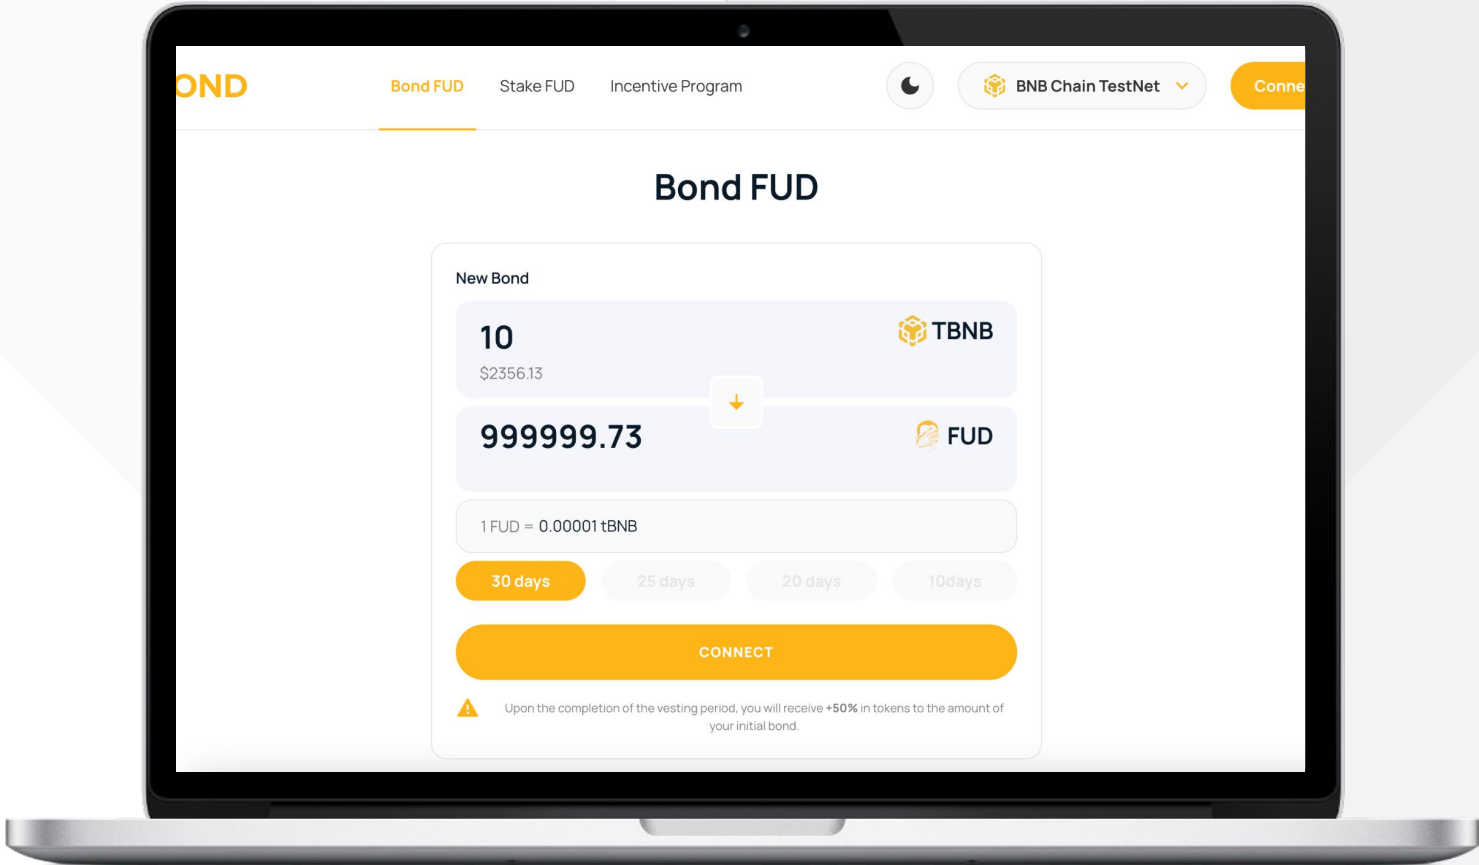 OND
Bond FUD
Stake FUD
Incentive Program
BNB Chain TestNet
Conne
Bond FUD
New Bond
10
TBNB
$2356.13
999999.73
FUD
1 FUD = 0.00001 tBNB
30 days
25 days
20 days
10days
CONNECT
Upon the completion of the vesting period, you will receive +50% in tokens to the amount of
your initial bond.